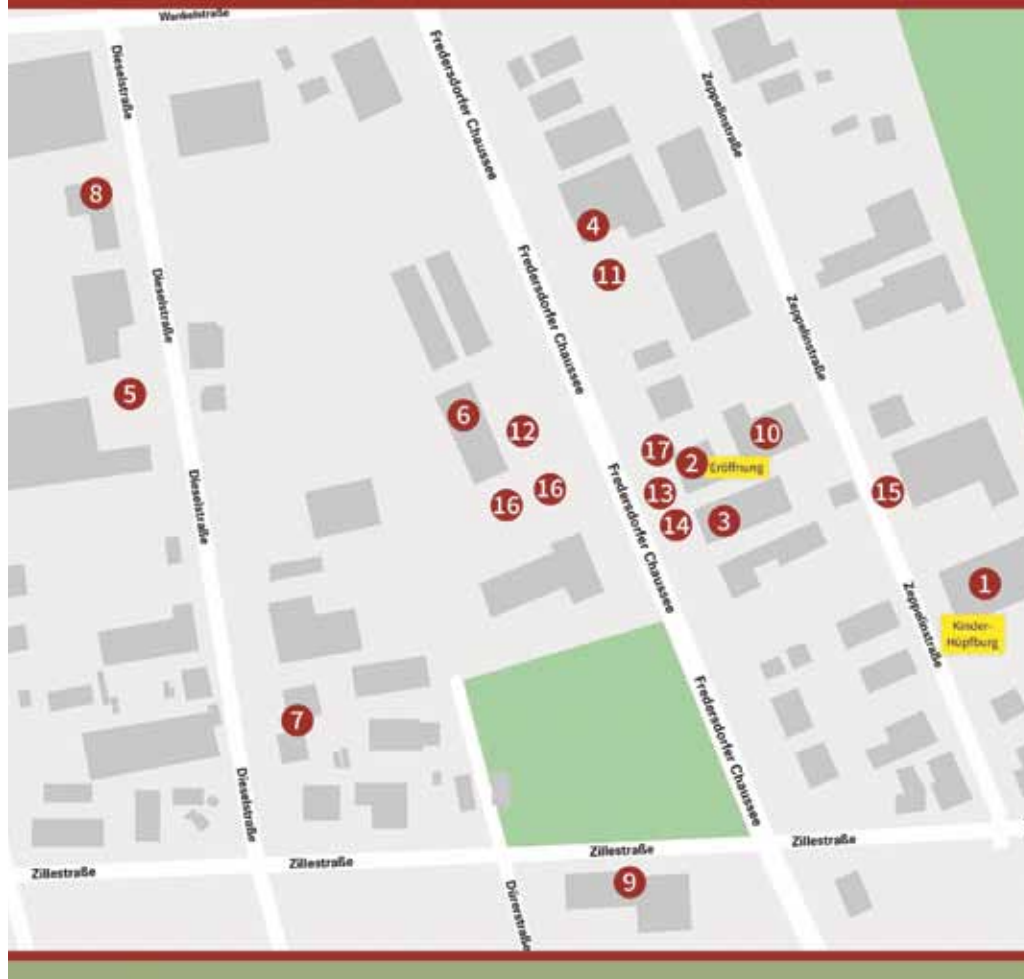 Wankelstraße
Dieselstraße
Fredersdorfer Chaussee
Zeppelinstraße
8
4
11
Dieselstraße
Fredersdorfer Chaussee
Zeppelinstraße
5
6
12
10
17
2
Eröffnung
16
16
13
15
14
3
Dieselstraße
Fredersdorfer Chaussee
1
Kinder-
Hüpfburg
Zeppelinstraße
7
Fredersdorfer Chaussee
Dieselstraße
Zillestraße
Zillestraße
Zillestraße
Zillestraße
9
Dürerstraße